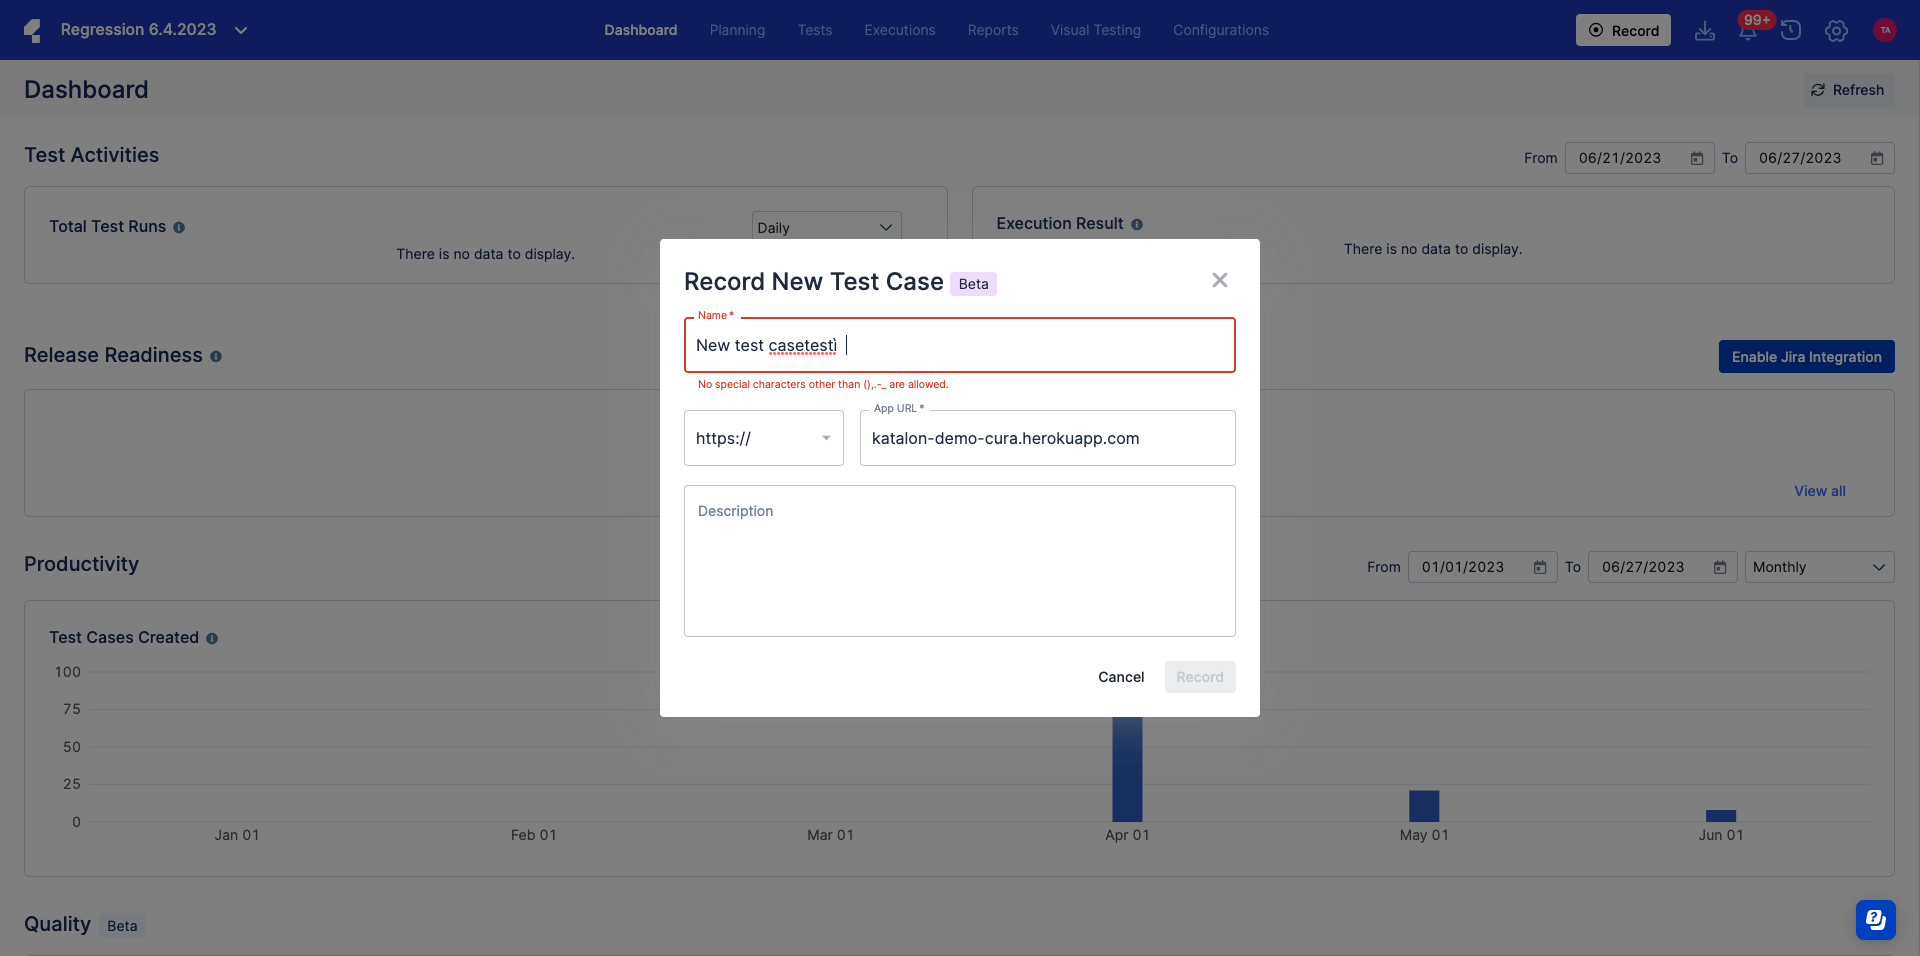 Regression 6.4.2023
Dashboard Planning Tests Executions Reports Visual Testing Configurations
Record
99+
TA
Dashboard
Refresh
Test Activities
From 06/21/2023 To 06/27/2023
Total Test Runs
Daily
There is no data to display.
Execution Result
There is no data to display.
Record New Test Case Beta
Name *
New test casetestì
No special characters other than (),.-_ are allowed.
https://
App URL *
katalon-demo-cura.herokuapp.com
Description
Cancel Record
Release Readiness
Enable Jira Integration
View all
Productivity
From 01/01/2023 To 06/27/2023 Monthly
Test Cases Created
100
75
50
25
0
Jan 01 Feb 01 Mar 01 Apr 01 May 01 Jun 01
Quality Beta